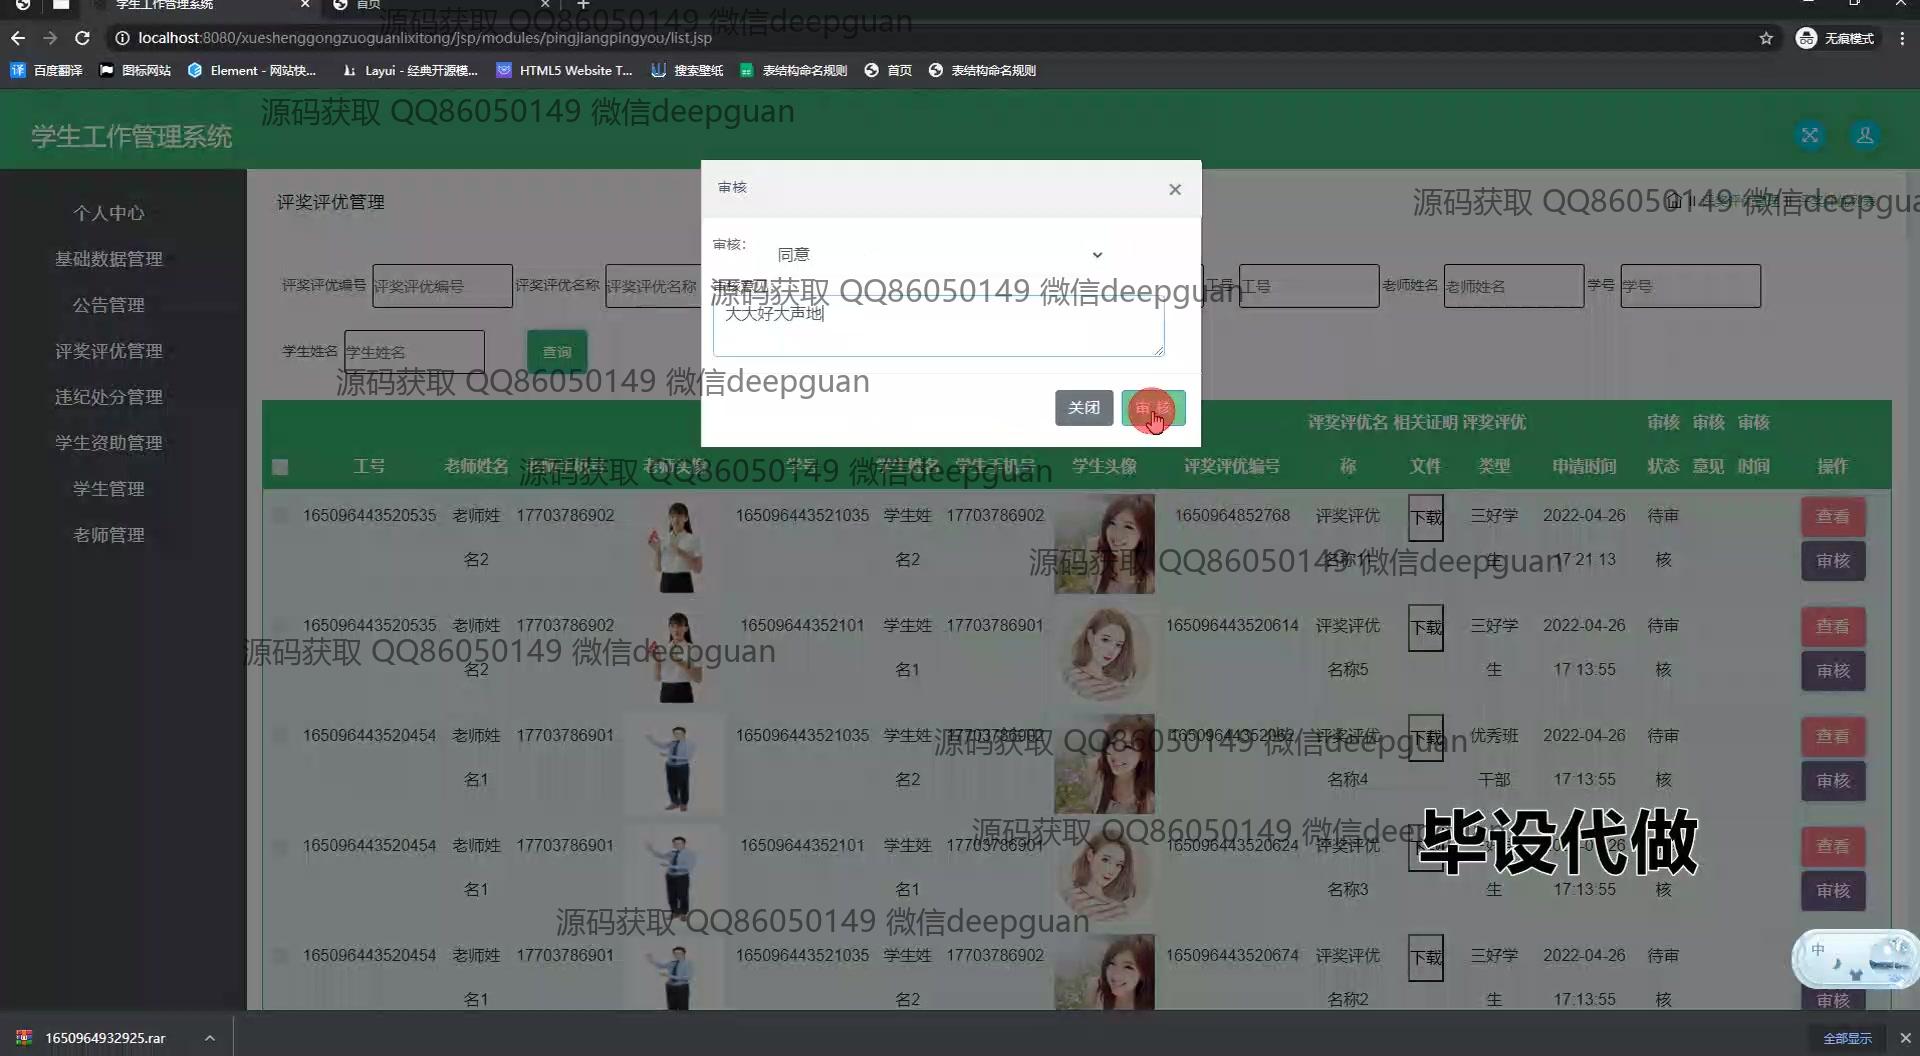 学生工作管理系统
首页
localhost:8080/xueshenggongzuoguanlixitong/jsp/modules/pingjiangpingyou/list.jsp
无痕模式
百度翻译
图标网站
Element - 网站快...
Layui - 经典开源模...
HTML5 Website T...
搜索壁纸
表结构命名规则
首页
表结构命名规则
源码获取 QQ86050149 微信deepguan
源码获取 QQ86050149 微信deepguan
学生工作管理系统
个人中心
基础数据管理
公告管理
评奖评优管理
违纪处分管理
学生资助管理
学生管理
老师管理
评奖评优管理
源码获取 QQ86050149 微信deepgua
评奖评优编号 评奖评优编号 评奖评优名称 评奖评优名称
工号 老师姓名 老师姓名 学号 学号
学生姓名 学生姓名 查询
审核 ×
审核: 同意
源码获取 QQ86050149 微信deepguan
大大好大声地
关闭 审核
源码获取 QQ86050149 微信deepguan
工号 老师姓名 老师头像 学号 学生姓名 学生手机号 学生头像 评奖评优编号 评奖评优名称 相关证明文件 评奖评优类型 申请时间 审核状态 审核意见 审核时间 操作
源码获取 QQ86050149 微信deepguan
165096443520535 老师姓名2 17703786902 165096443521035 学生姓名2 17703786902 1650964852768 评奖评优名称11 下载 三好学生 2022-04-26 17:21:13 待审核 查看 审核
源码获取 QQ86050149 微信deepguan
165096443520535 老师姓名2 17703786902 16509644352101 学生姓名1 17703786901 165096443520614 评奖评优名称5 下载 三好学生 2022-04-26 17:13:55 待审核 查看 审核
源码获取 QQ86050149 微信deepguan
165096443520454 老师姓名1 17703786901 165096443521035 学生姓名2 17703786902 评奖评优名称4 下载 优秀班干部 2022-04-26 17:13:55 待审核 查看 审核
源码获取 QQ86050149 微信deepguan
165096443520454 老师姓名1 17703786901 16509644352101 学生姓名1 17703786901 165096443520624 评奖评优名称3 生 17:13:55 核 查看 审核
源码获取 QQ86050149 微信deep
毕设代做
165096443520454 老师姓名1 17703786901 165096443521035 学生姓名2 17703786902 165096443520674 评奖评优名称2 下载 三好学生 2022-04-26 17:13:55 待审核 审核
源码获取 QQ86050149 微信deepguan
中
1650964932925.rar
全部显示